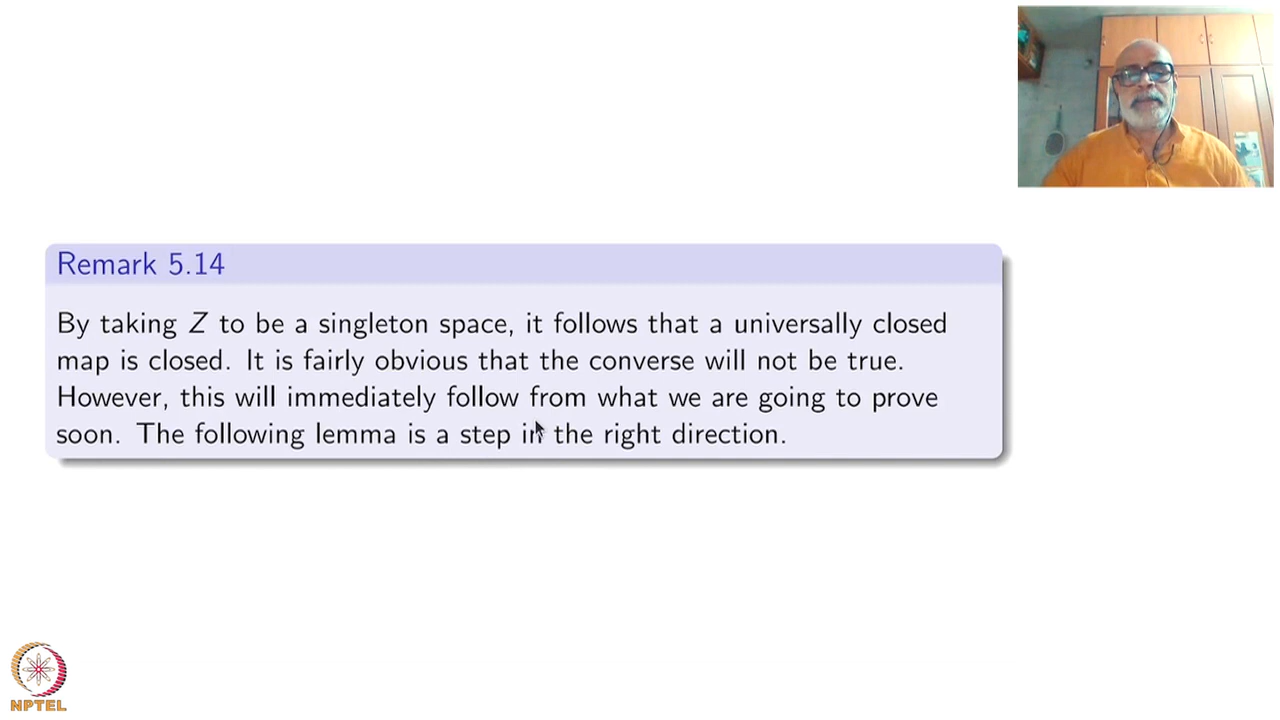 Remark 5.14
By taking Z to be a singleton space, it follows that a universally closed
map is closed. It is fairly obvious that the converse will not be true.
However, this will immediately follow from what we are going to prove
soon. The following lemma is a step in the right direction.
NPTEL